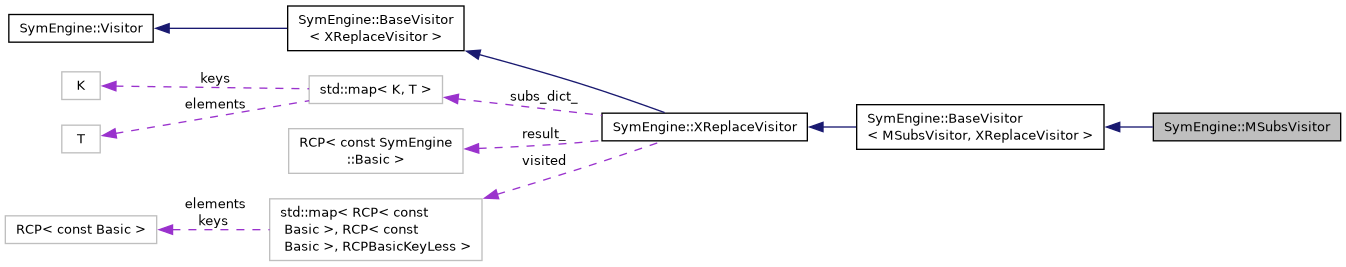 SymEngine::Visitor
SymEngine::BaseVisitor
< XReplaceVisitor >
K
keys
std::map< K, T >
elements
T
subs_dict_
SymEngine::XReplaceVisitor
SymEngine::BaseVisitor
< MSubsVisitor, XReplaceVisitor >
SymEngine::MSubsVisitor
RCP< const SymEngine
::Basic >
result_
visited
elements
keys
RCP< const Basic >
std::map< RCP< const
Basic >, RCP< const
Basic >, RCPBasicKeyLess >